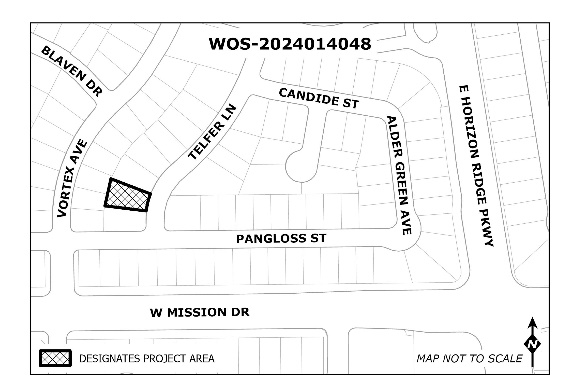 WOS-2024014048
BLAVEN DR
CANDIDE ST
E HORIZON RIDGE PKWY
TELFER LN
ALDER GREEN AVE
VORTEX AVE
PANGLOSS ST
W MISSION DR
N
DESIGNATES PROJECT AREA
MAP NOT TO SCALE